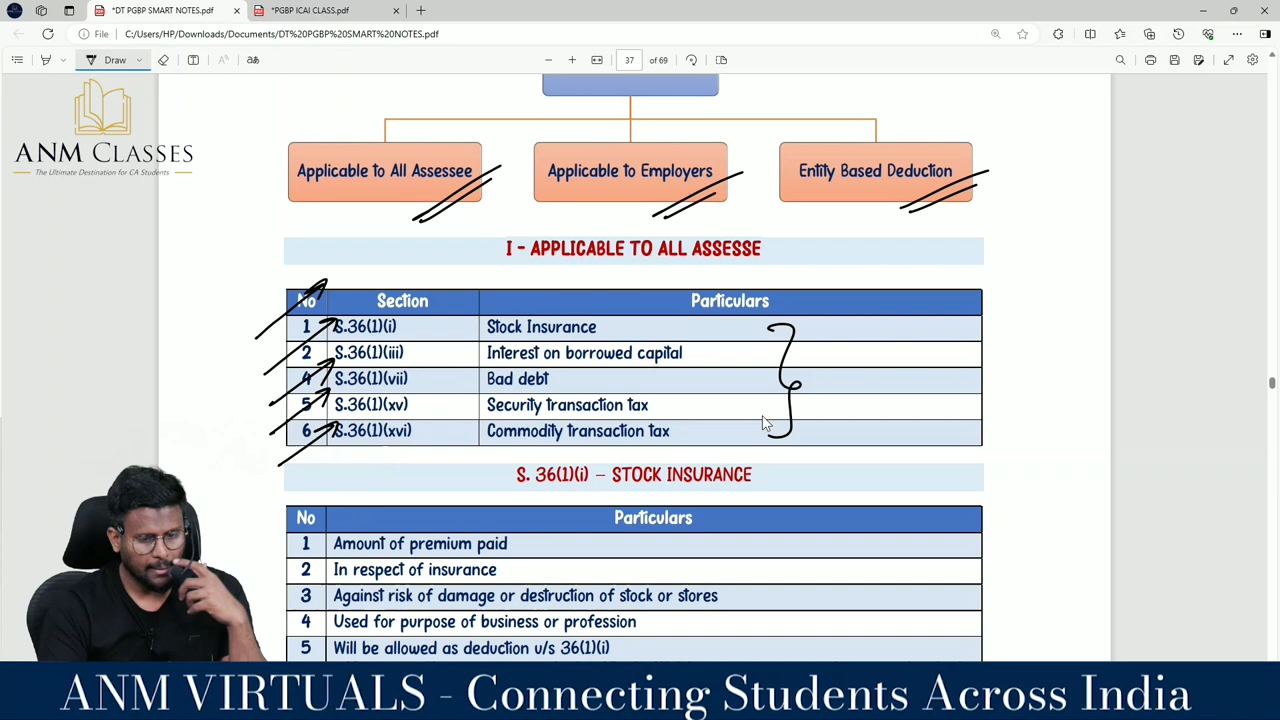 *DT PGBP SMART NOTES.pdf
*PGBP ICAI CLASS.pdf
File C:/Users/HP/Downloads/Documents/DT%20PGBP%20SMART%20NOTES.pdf
Draw
aあ
37 of 69
ANM CLASSES
The Ultimate Destination for CA Students
Applicable to All Assessee
Applicable to Employers
Entity Based Deduction
I - APPLICABLE TO ALL ASSESSE
No Section Particulars
1 S.36(1)(i) Stock Insurance
2 S.36(1)(iii) Interest on borrowed capital
4 S.36(1)(vii) Bad debt
5 S.36(1)(xv) Security transaction tax
6 S.36(1)(xvi) Commodity transaction tax
S. 36(1)(i) – STOCK INSURANCE
No Particulars
1 Amount of premium paid
2 In respect of insurance
3 Against risk of damage or destruction of stock or stores
4 Used for purpose of business or profession
5 Will be allowed as deduction u/s 36(1)(i)
ANM VIRTUALS - Connecting Students Across India